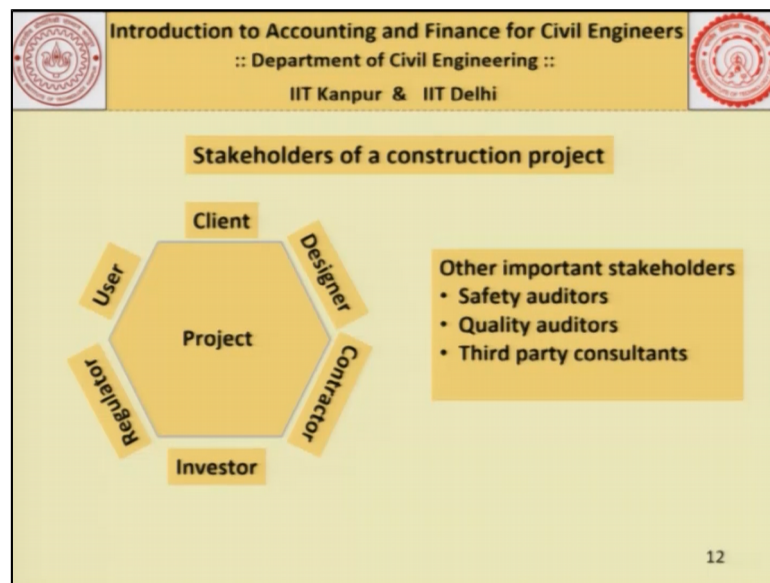 Introduction to Accounting and Finance for Civil Engineers
:: Department of Civil Engineering ::
IIT Kanpur & IIT Delhi
Stakeholders of a construction project
Client
Designer
User
Project
Contractor
Regulator
Investor
Other important stakeholders
• Safety auditors
• Quality auditors
• Third party consultants
12